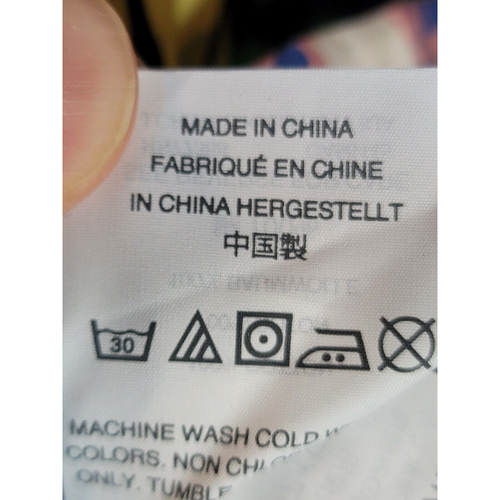 MADE IN CHINA
FABRIQUÉ EN CHINE
IN CHINA HERGESTELLT
中国製
30
MACHINE WASH COLD
COLORS. NON
ONLY. TUMBLE